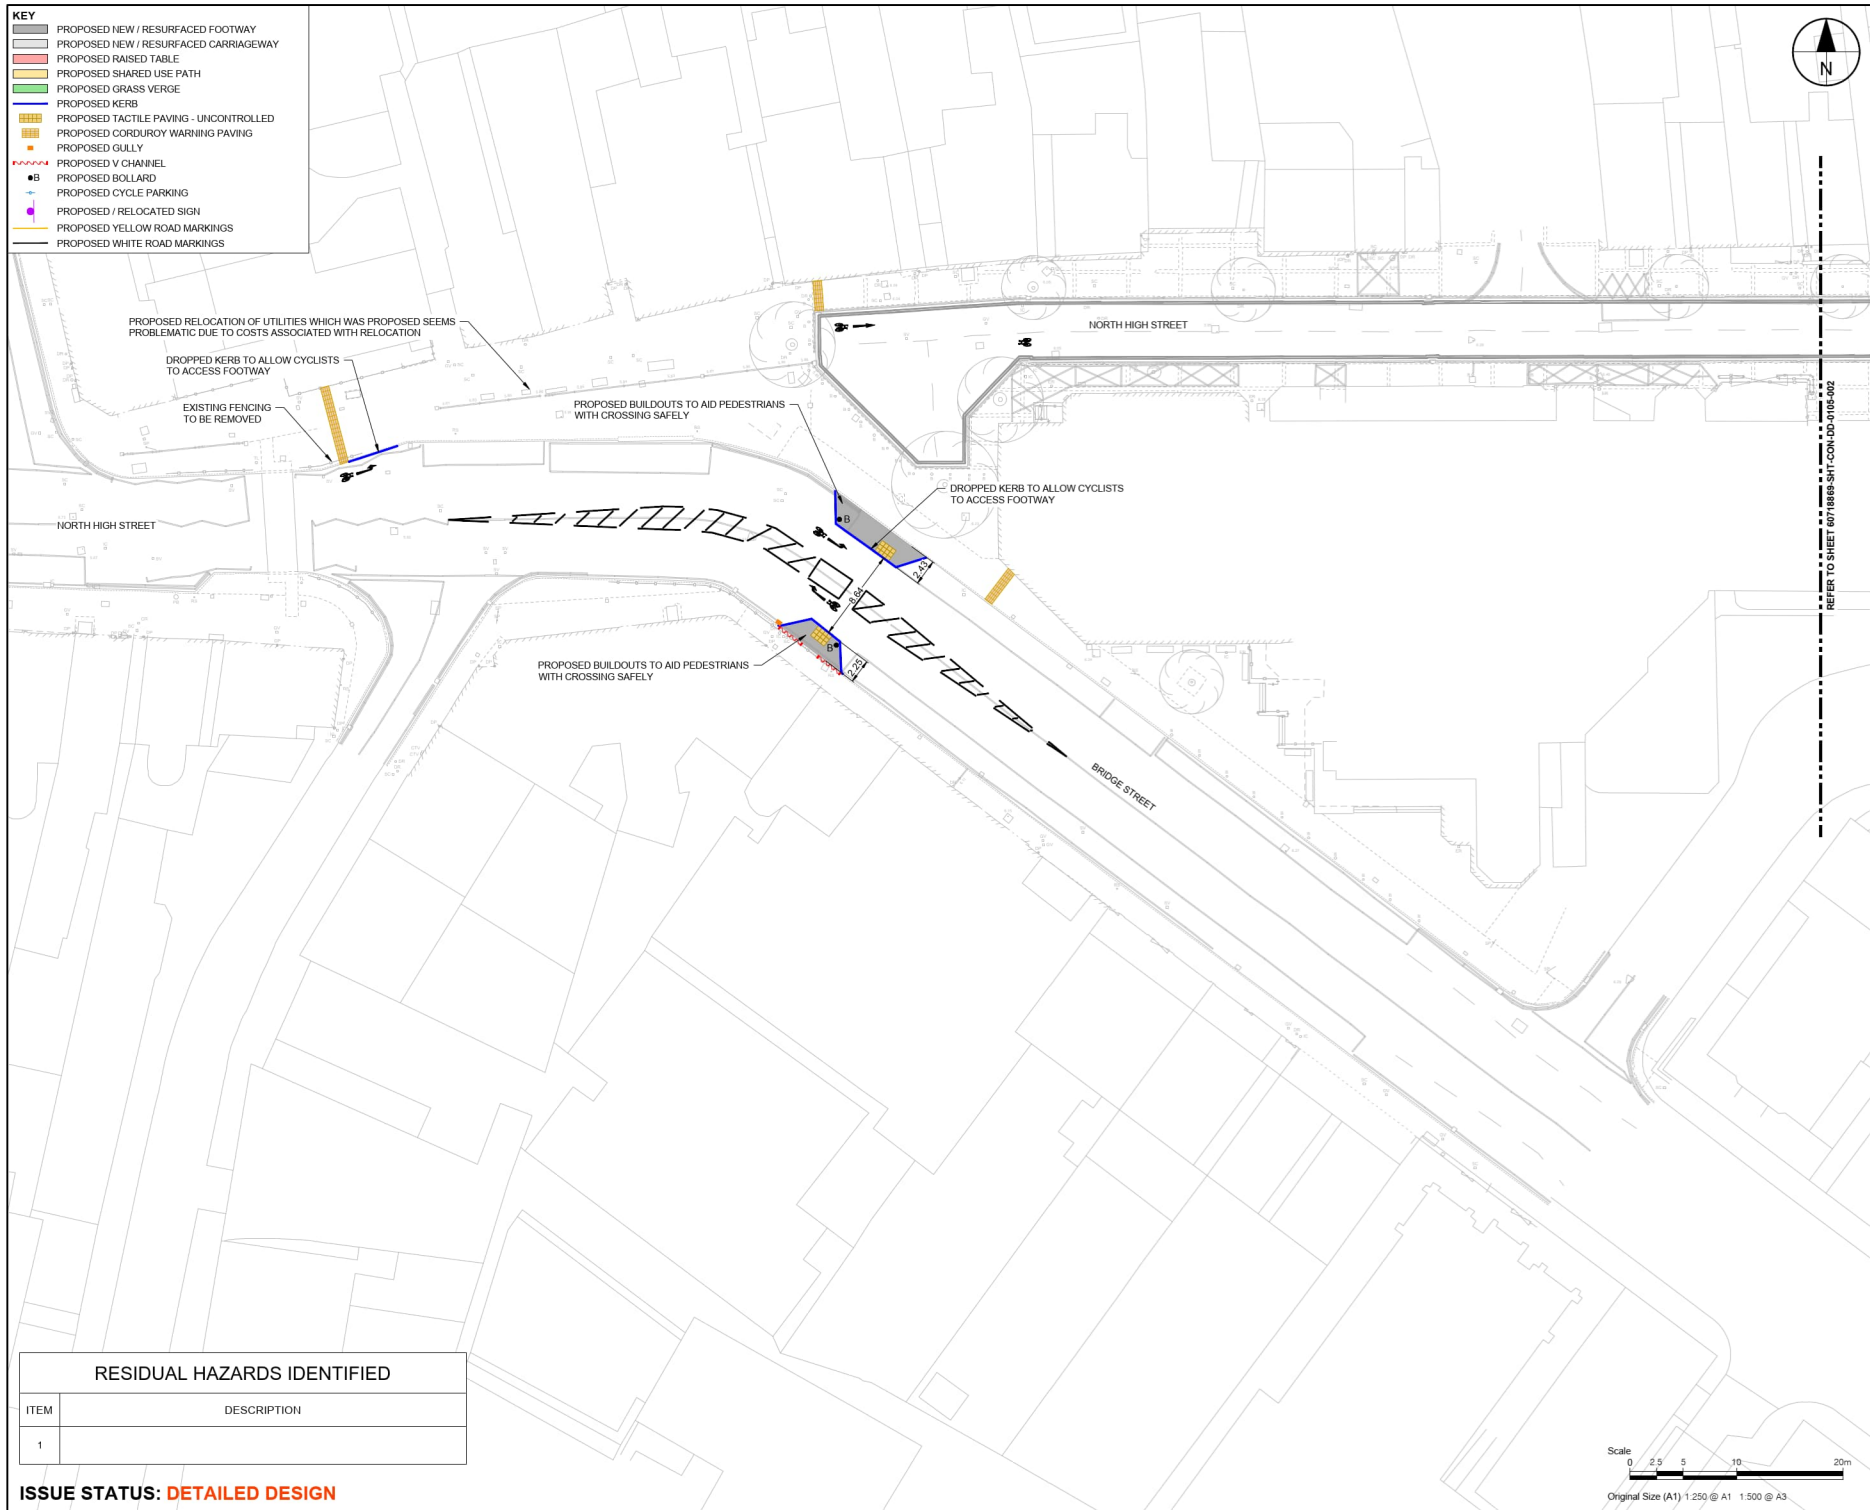 KEY
PROPOSED NEW / RESURFACED FOOTWAY
PROPOSED NEW / RESURFACED CARRIAGEWAY
PROPOSED RAISED TABLE
PROPOSED SHARED USE PATH
PROPOSED GRASS VERGE
PROPOSED KERB
PROPOSED TACTILE PAVING - UNCONTROLLED
PROPOSED CORDUROY WARNING PAVING
PROPOSED GULLY
PROPOSED V CHANNEL
B PROPOSED BOLLARD
PROPOSED CYCLE PARKING
PROPOSED / RELOCATED SIGN
PROPOSED YELLOW ROAD MARKINGS
PROPOSED WHITE ROAD MARKINGS
N
PROPOSED RELOCATION OF UTILITIES WHICH WAS PROPOSED SEEMS
PROBLEMATIC DUE TO COSTS ASSOCIATED WITH RELOCATION
NORTH HIGH STREET
DROPPED KERB TO ALLOW CYCLISTS
TO ACCESS FOOTWAY
EXISTING FENCING
TO BE REMOVED
PROPOSED BUILDOUTS TO AID PEDESTRIANS
WITH CROSSING SAFELY
DROPPED KERB TO ALLOW CYCLISTS
TO ACCESS FOOTWAY
REFER TO SHEET 60718869-SHT-CON-DD-0105-002
NORTH HIGH STREET
B
2.43
8.64
B
2.25
PROPOSED BUILDOUTS TO AID PEDESTRIANS
WITH CROSSING SAFELY
BRIDGE STREET
RESIDUAL HAZARDS IDENTIFIED
ITEM DESCRIPTION
1
ISSUE STATUS: DETAILED DESIGN
Scale
0 2.5 5 10 20m
Original Size (A1) 1:250 @ A1 1:500 @ A3